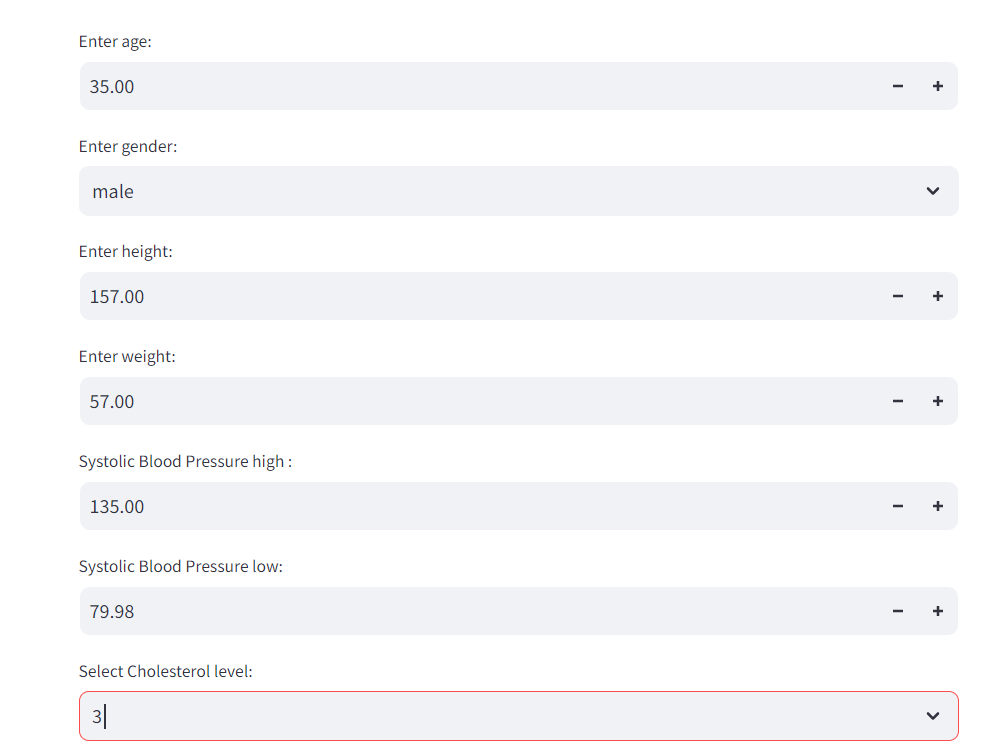 Enter age:
35.00
Enter gender:
male
Enter height:
157.00
Enter weight:
57.00
Systolic Blood Pressure high :
135.00
Systolic Blood Pressure low:
79.98
Select Cholesterol level:
3